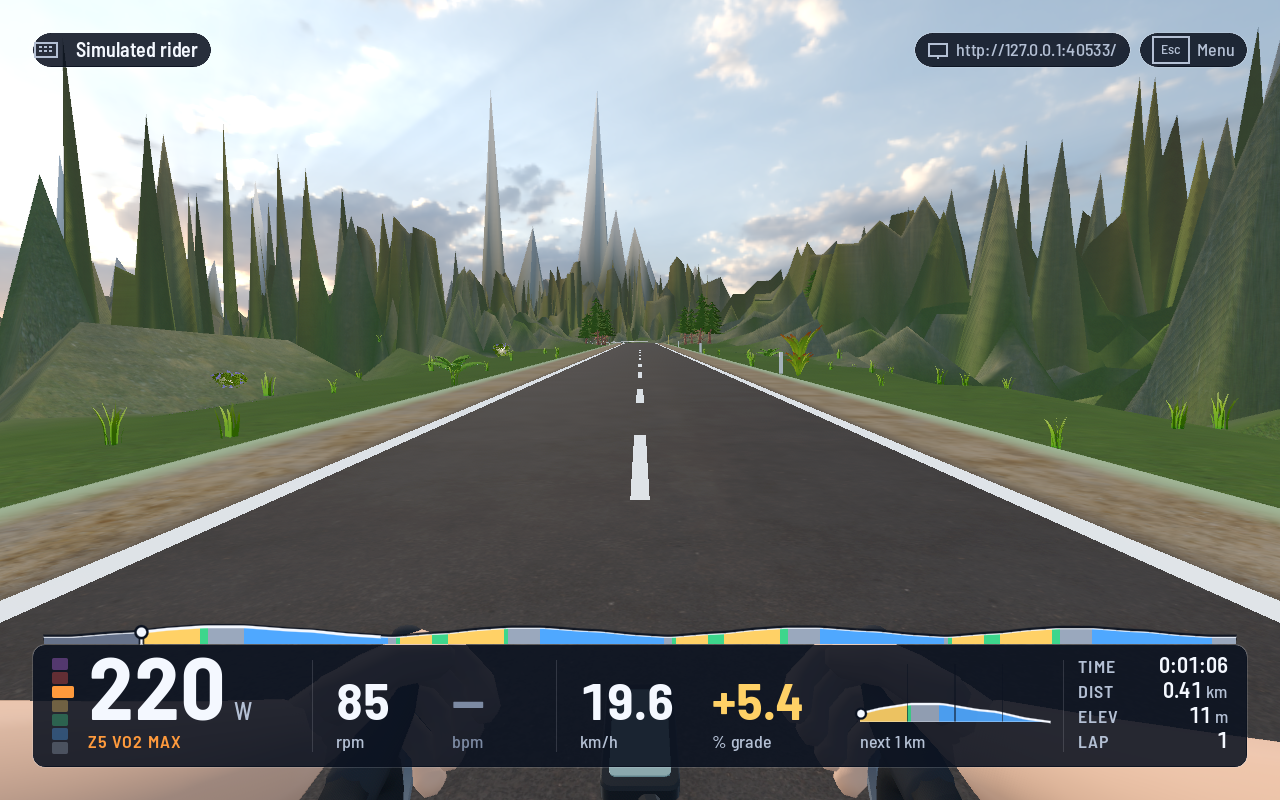 Simulated rider
http://127.0.0.1:40533/
Esc Menu
220 W
Z5 VO2 MAX
85
rpm
—
bpm
19.6
km/h
+5.4
% grade
next 1 km
TIME 0:01:06
DIST 0.41 km
ELEV 11 m
LAP 1